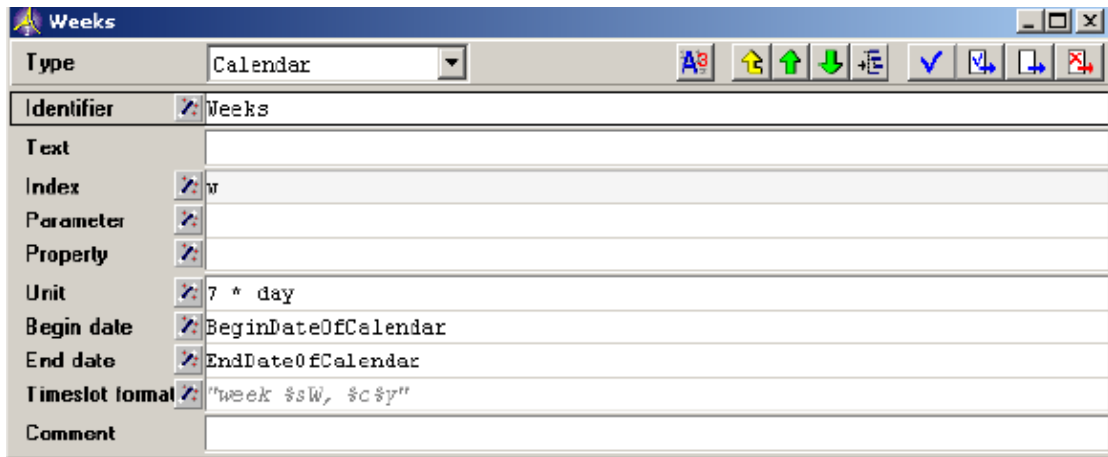 Weeks
Type Calendar
Identifier Weeks
Text
Index w
Parameter
Property
Unit 7 * day
Begin date BeginDateOfCalendar
End date EndDateOfCalendar
Timeslot format "week %sW, %c%y"
Comment